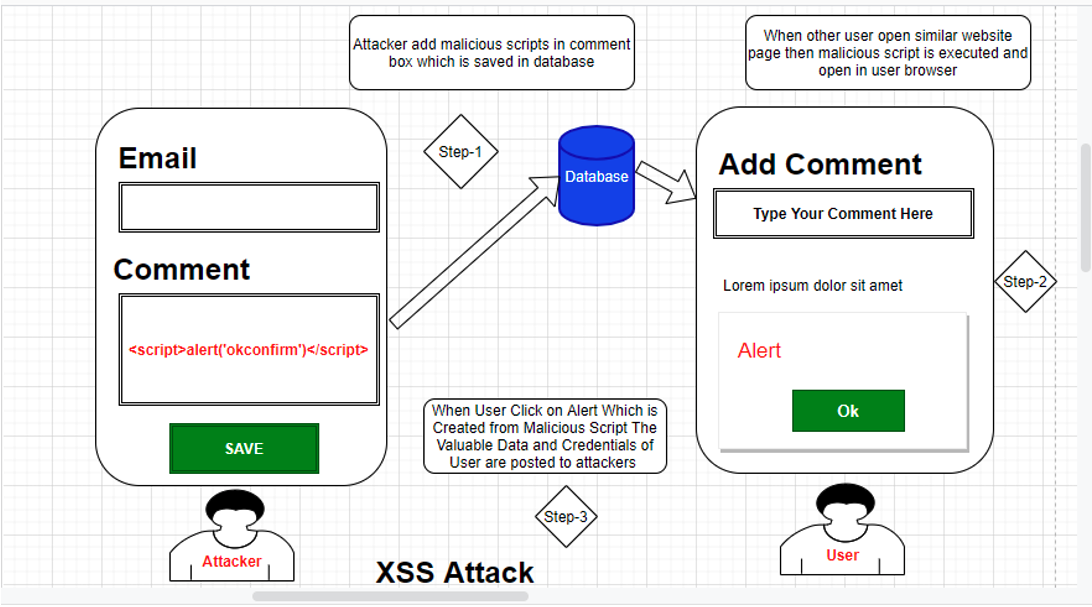 Attacker add malicious scripts in comment
box which is saved in database
When other user open similar website
page then malicious script is executed and
open in user browser
Step-1
Email
Comment
<script>alert('okconfirm')</script>
SAVE
Attacker
Database
Add Comment
Type Your Comment Here
Lorem ipsum dolor sit amet
Alert
Ok
Step-2
User
When User Click on Alert Which is
Created from Malicious Script The
Valuable Data and Credentials of
User are posted to attackers
Step-3
XSS Attack